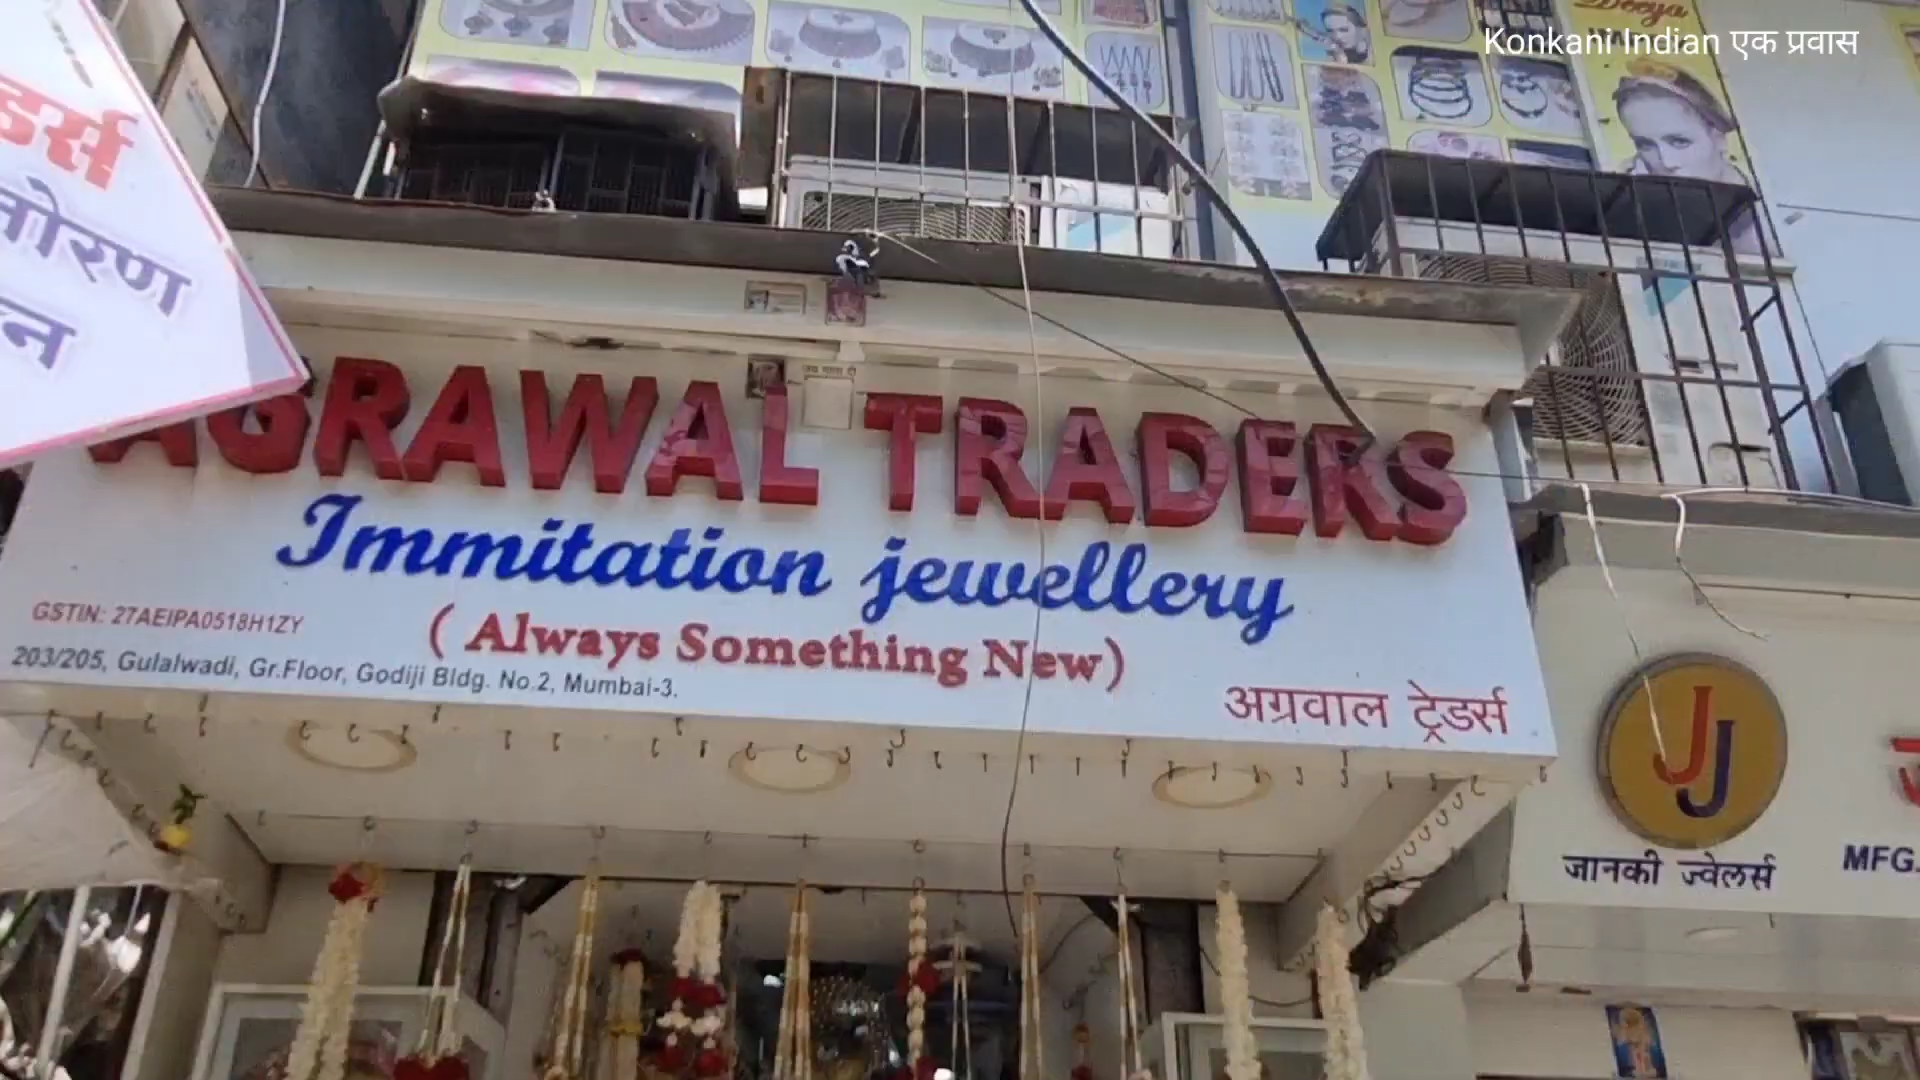 Konkani Indian एक प्रवास
Deeya
AGRAWAL TRADERS
Immitation jewellery
( Always Something New)
GSTIN: 27AEIPA0518H1ZY
203/205, Gulalwadi, Gr.Floor, Godiji Bldg. No.2, Mumbai-3.
अग्रवाल ट्रेडर्स
JJ
जानकी ज्वेलर्स
MFG.